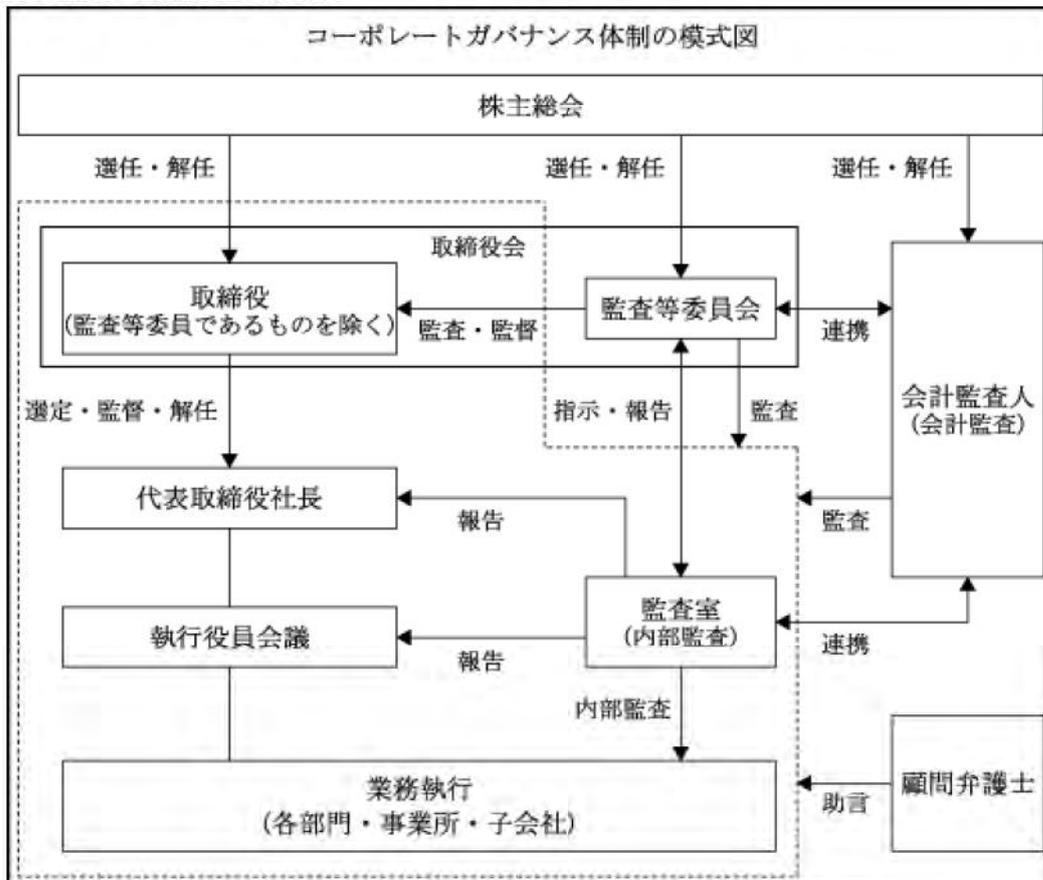 コーポレートガバナンス体制の模式図
株主総会
選任・解任
選任・解任
選任・解任
取締役会
取締役
(監査等委員であるものを除く)
監査・監督
監査等委員会
連携
会計監査人
(会計監査)
選定・監督・解任
指示・報告
監査
代表取締役社長
報告
監査
監査室
(内部監査)
執行役員会議
報告
連携
内部監査
業務執行
(各部門・事業所・子会社)
助言
顧問弁護士